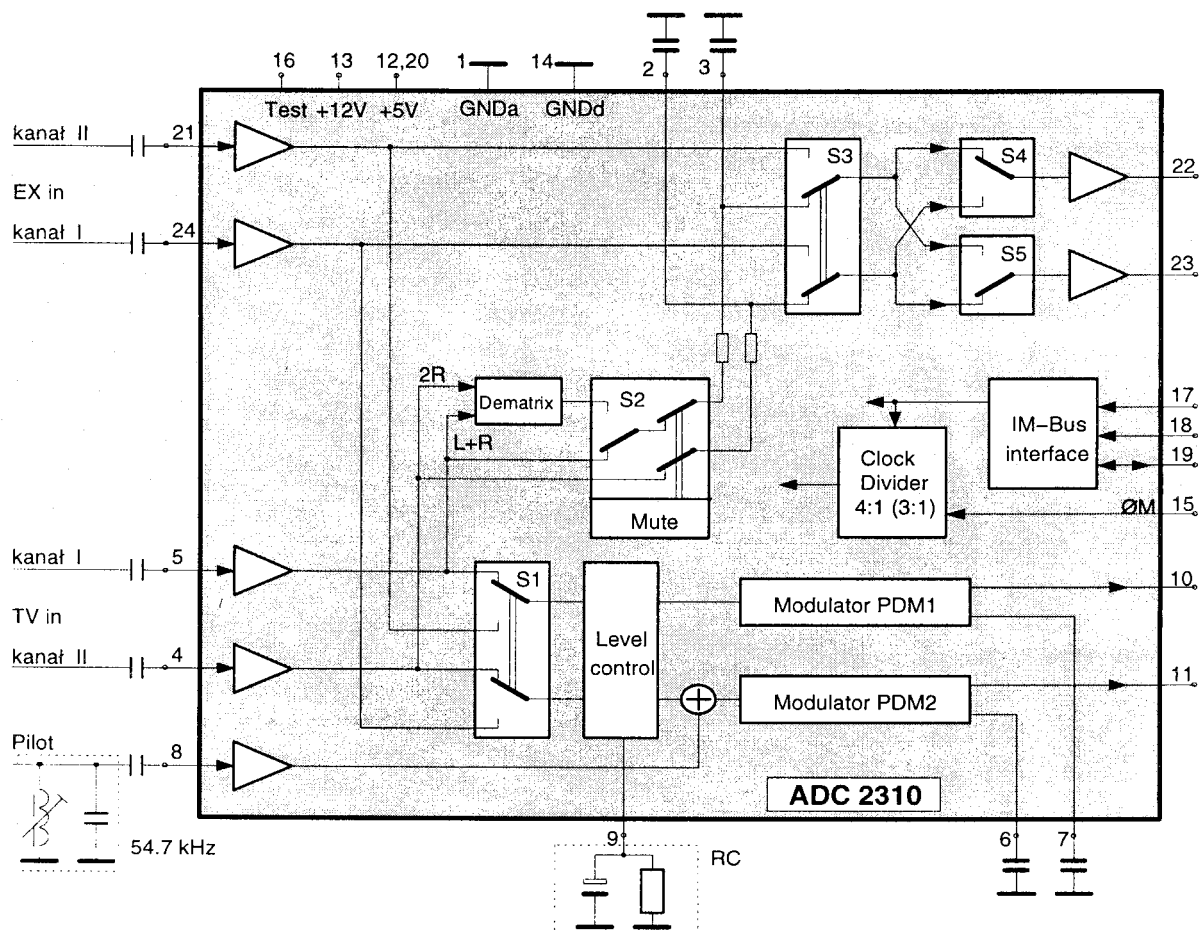 16 13 12,20 1 14 2 3
Test +12V +5V GNDa GNDd
kanał II 21
EX in
kanał I 24
S3
S4
22
S5
23
2R
Dematrix
L+R
S2
Mute
Clock
Divider
4:1 (3:1)
IM-Bus
interface
17
18
19
ØM 15
kanał I 5
TV in
kanał II 4
Pilot 8
54.7 kHz
S1
Level
control
Modulator PDM1
10
Modulator PDM2
11
ADC 2310
9
RC
6 7